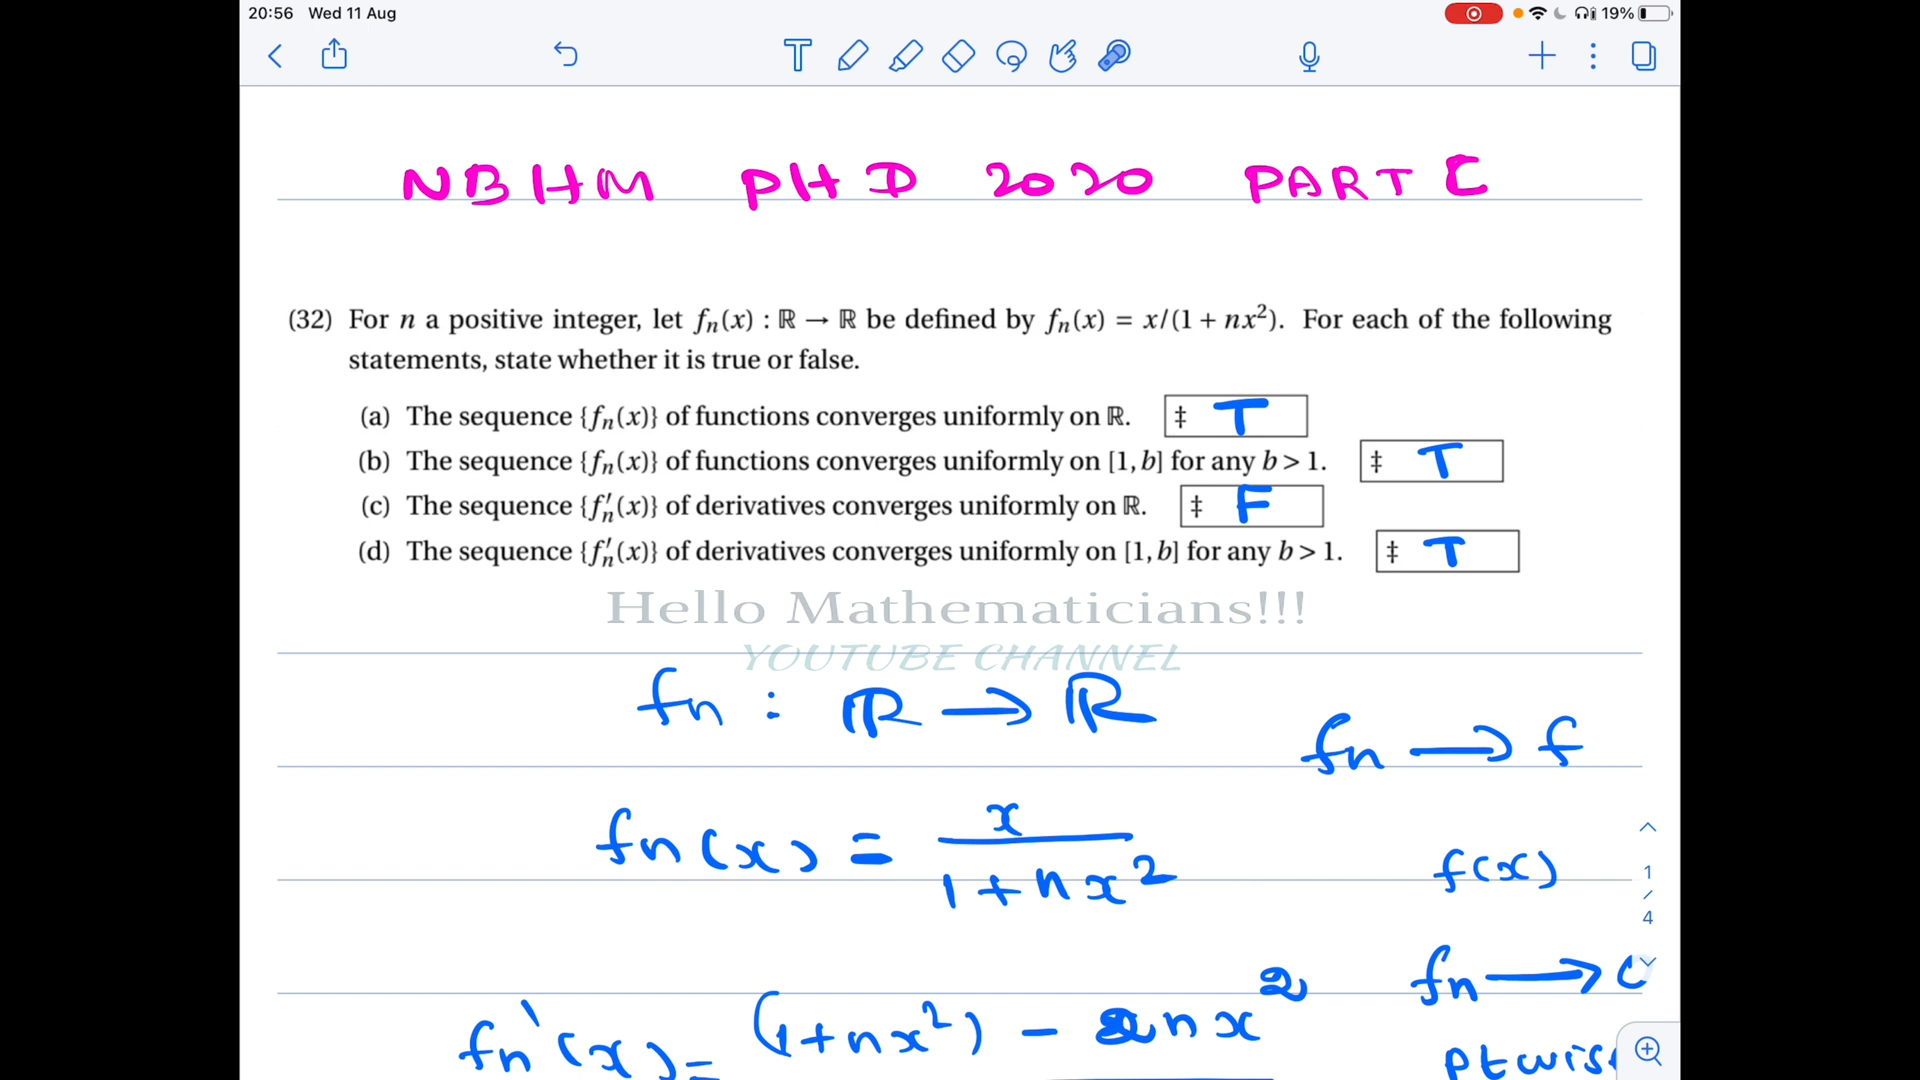 20:56 Wed 11 Aug
19%
NBHM PHD 2020 PART C
(32) For n a positive integer, let fₙ(x) : ℝ → ℝ be defined by fₙ(x) = x/(1 + nx²). For each of the following
statements, state whether it is true or false.
(a) The sequence {fₙ(x)} of functions converges uniformly on ℝ. ‡ T
(b) The sequence {fₙ(x)} of functions converges uniformly on [1, b] for any b > 1. ‡ T
(c) The sequence {f′ₙ(x)} of derivatives converges uniformly on ℝ. ‡ F
(d) The sequence {f′ₙ(x)} of derivatives converges uniformly on [1, b] for any b > 1. ‡ T
Hello Mathematicians!!!
YOUTUBE CHANNEL
fn : ℝ → ℝ
fn → f
fn(x) = x / 1 + nx²
f(x)
1 / 4
fn →
fn'(x) = (1+nx²) - 2nx²